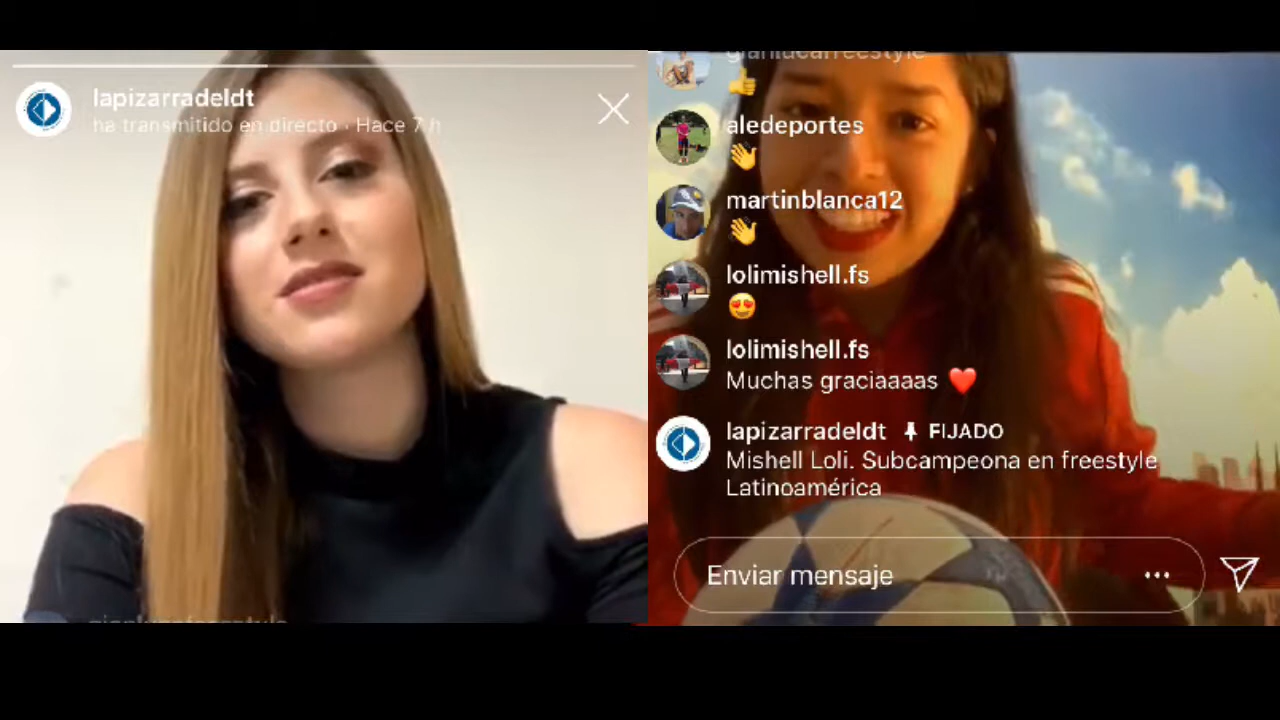 lapizarradeldt
ha transmitido en directo · Hace 7 h
gianlucafreestyle
aledeportes
martinblanca12
lolimishell.fs
lolimishell.fs
Muchas graciaaaas
lapizarradeldt FIJADO
Mishell Loli. Subcampeona en freestyle
Latinoamérica
Enviar mensaje